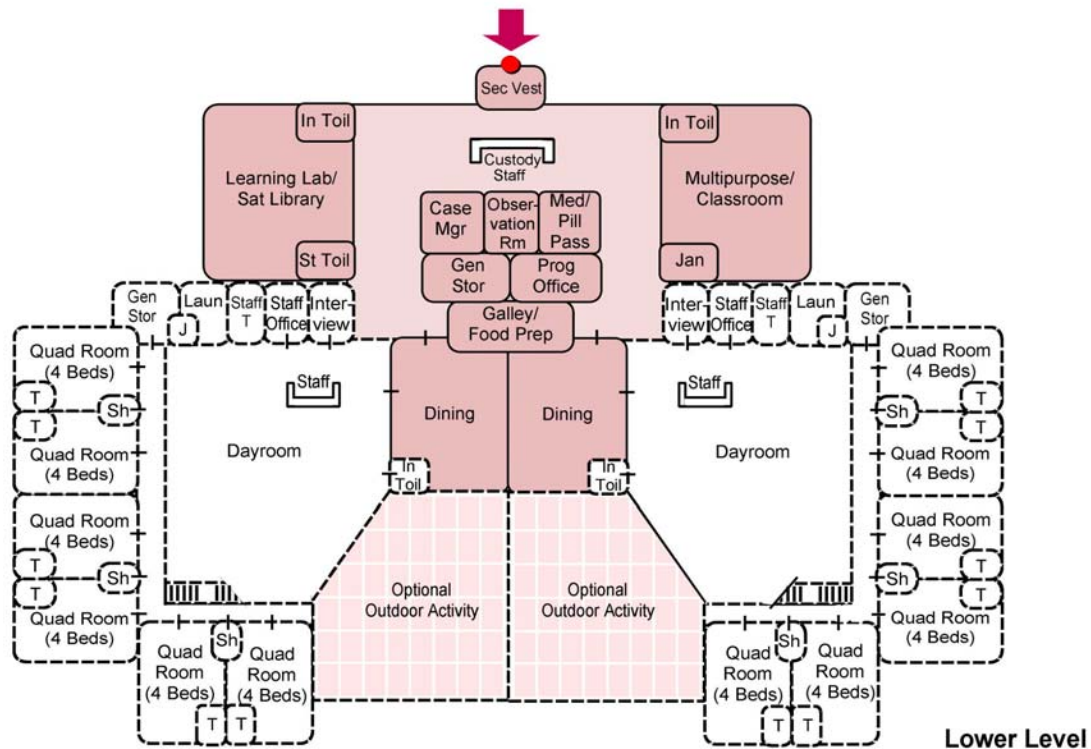 Sec Vest
In Toil
In Toil
Custody
Staff
Learning Lab/
Sat Library
Multipurpose/
Classroom
Case
Mgr
Obser-
vation
Rm
Med/
Pill
Pass
St Toil
Gen
Stor
Prog
Office
Jan
Gen
Stor
Laun
J
Staff
T
Staff
Office
Inter-
view
Galley/
Food Prep
Inter-
view
Staff
Office
Staff
T
Laun
J
Gen
Stor
Quad Room
(4 Beds)
T
Sh
T
Quad Room
(4 Beds)
Quad Room
(4 Beds)
T
Sh
T
Quad Room
(4 Beds)
Staff
Dayroom
Dining
Dining
In
Toil
In
Toil
Staff
Dayroom
Quad Room
(4 Beds)
T
Sh
T
Quad Room
(4 Beds)
Quad Room
(4 Beds)
T
Sh
T
Quad Room
(4 Beds)
Optional
Outdoor Activity
Optional
Outdoor Activity
Quad
Room
(4 Beds)
T
Sh
Quad
Room
(4 Beds)
T
Quad
Room
(4 Beds)
T
Sh
Quad
Room
(4 Beds)
T
Lower Level